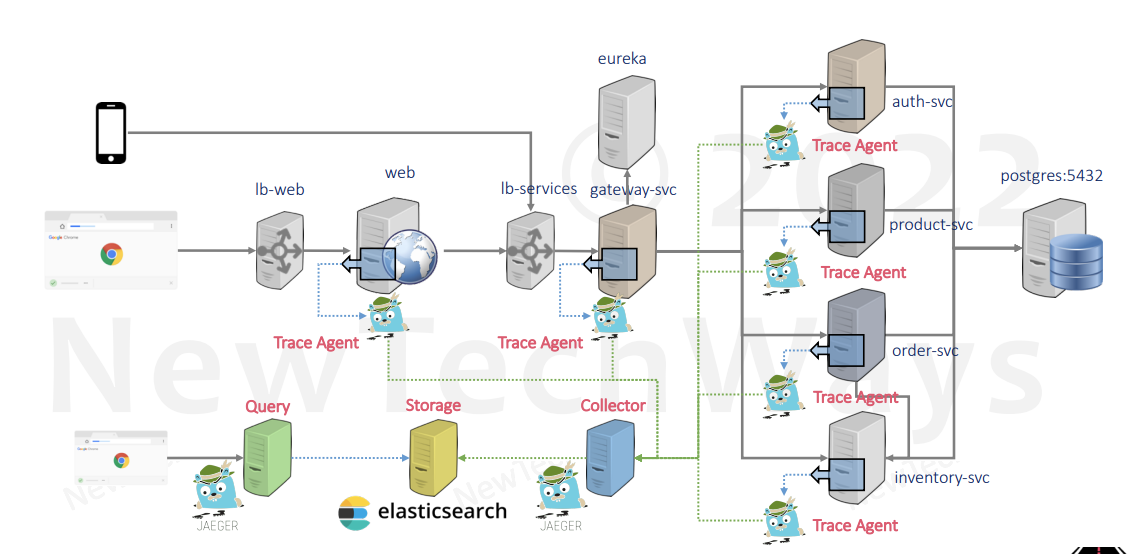 eureka
auth-svc
Trace Agent
web
lb-web
lb-services
gateway-svc
postgres:5432
product-svc
Google Chrome
Trace Agent
Trace Agent
Trace Agent
order-svc
Trace Agent
Query
Storage
Collector
inventory-svc
Trace Agent
JAEGER
elasticsearch
JAEGER
© 2022
NewTechWays